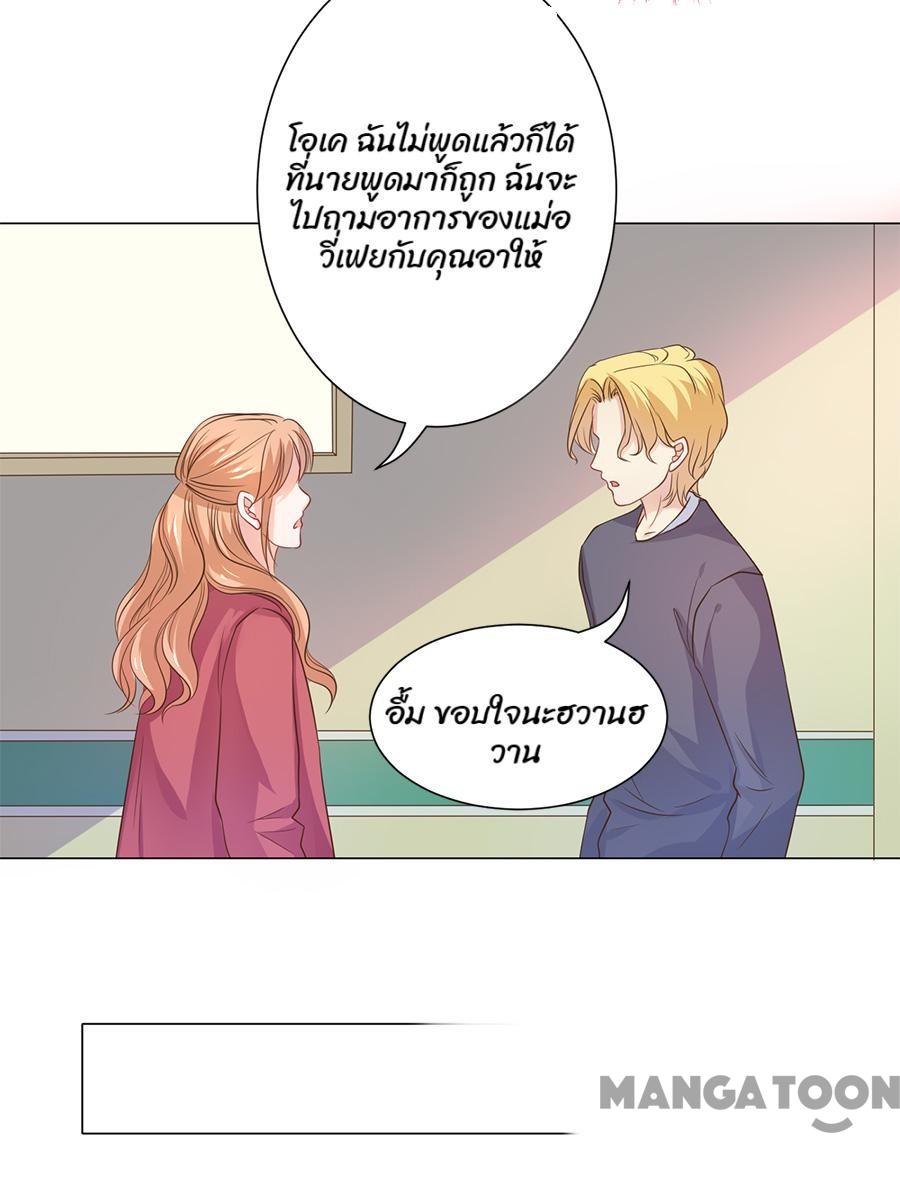 โอเค ฉันไม่พูดแล้วก็ได้
ที่นายพูดมาก็ถูก ฉันจะ
ไปถามอาการของแม่อ
วี่เฟยกับคุณอาให้
อื้ม ขอบใจนะฮวานฮ
วาน
MANGATOON